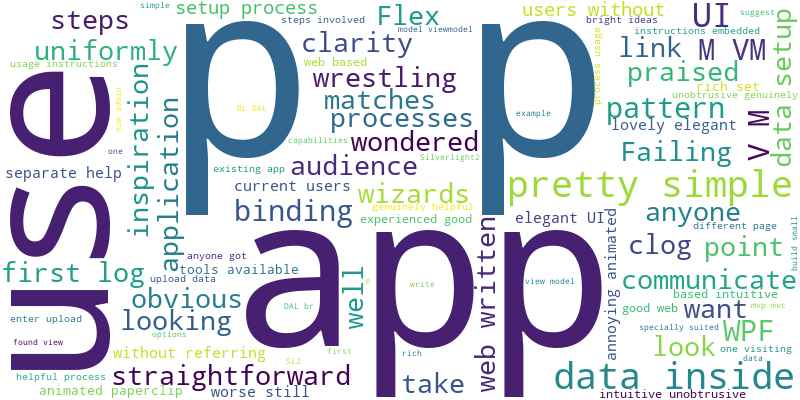 simple
setup process
Flex
users without
bright ideas
UI
suggest
steps
steps involved
model viewmodel
instructions embedded
uniformly
clarity
web based
link
M VM
data setup
usage instructions
wrestling
praised
rich set
unobtrusive genuinely
matches
process usage
BL DAL
example
pattern
processes
lovely elegant
new admin
inspiration
application
one
wondered
V M
Failing
capabilities
Silverlight2
audience
existing app
separate help
current users
wizards
pretty simple
genuinely helpful
binding
experienced good
elegant UI
anyone
different page
use
p
p
app
clog
point
anyone got
first log
tools available
upload data
well
p
write
view model
web written
annoying animated
communicate
build small
obvious
DAL br
based intuitive
enter upload
looking
good web
want
mvp mvc
options
specially suited
WPF
found view
without referring
first
rich
look
one visiting
data
SL2
helpful process
straightforward
take
data inside
animated paperclip
worse still
intuitive unobtrusive